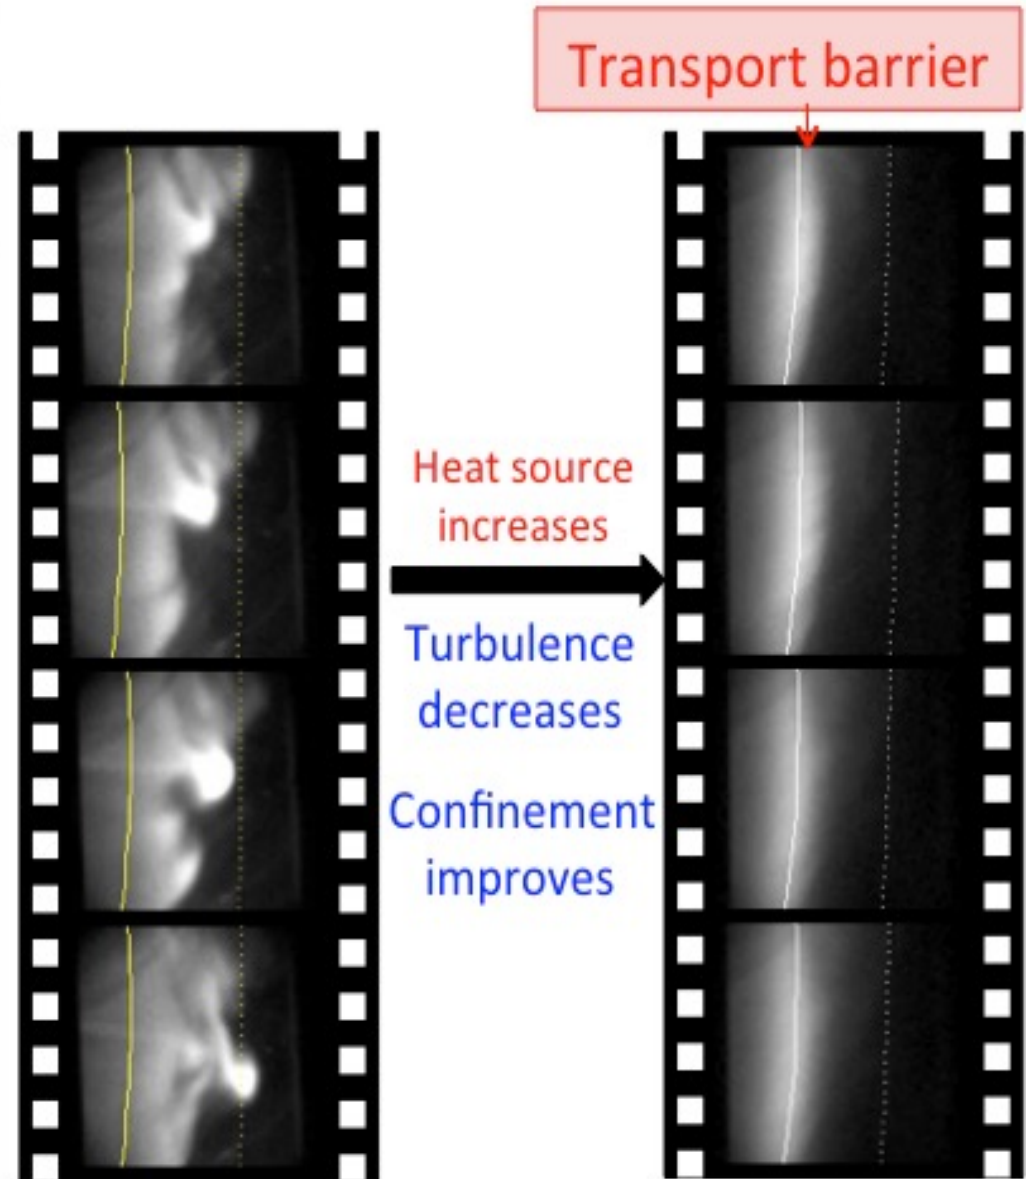 Transport barrier
Heat source
increases
Turbulence
decreases
Confinement
improves